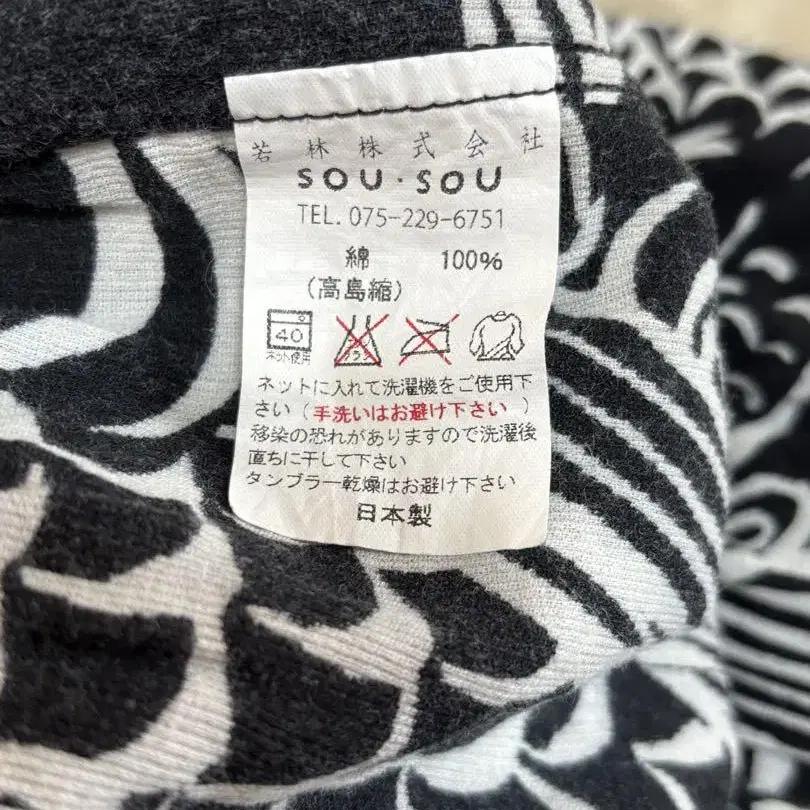 若林株式会社
SOU・SOU
TEL. 075-229-6751
綿 100%
(高島縮)
40
ネット使用
クラシ
ネットに入れて洗濯機をご使用下
さい(手洗いはお避け下さい)
移染の恐れがありますので洗濯後
直ちに干して下さい
タンブラー乾燥はお避け下さい
日本製